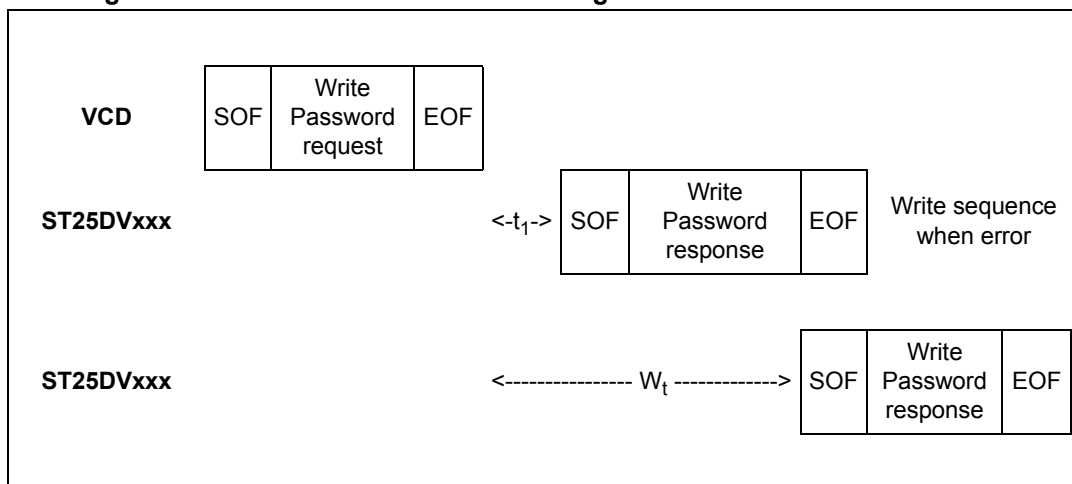 VCD
SOF
Write
Password
request
EOF
ST25DVxxx
<-t₁->
SOF
Write
Password
response
EOF
Write sequence
when error
ST25DVxxx
<---------------- Wₜ ------------->
SOF
Write
Password
response
EOF